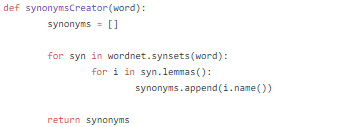 def synonymsCreator(word):
synonyms = []
for syn in wordnet.synsets(word):
for i in syn.lemmas():
synonyms.append(i.name())
return synonyms